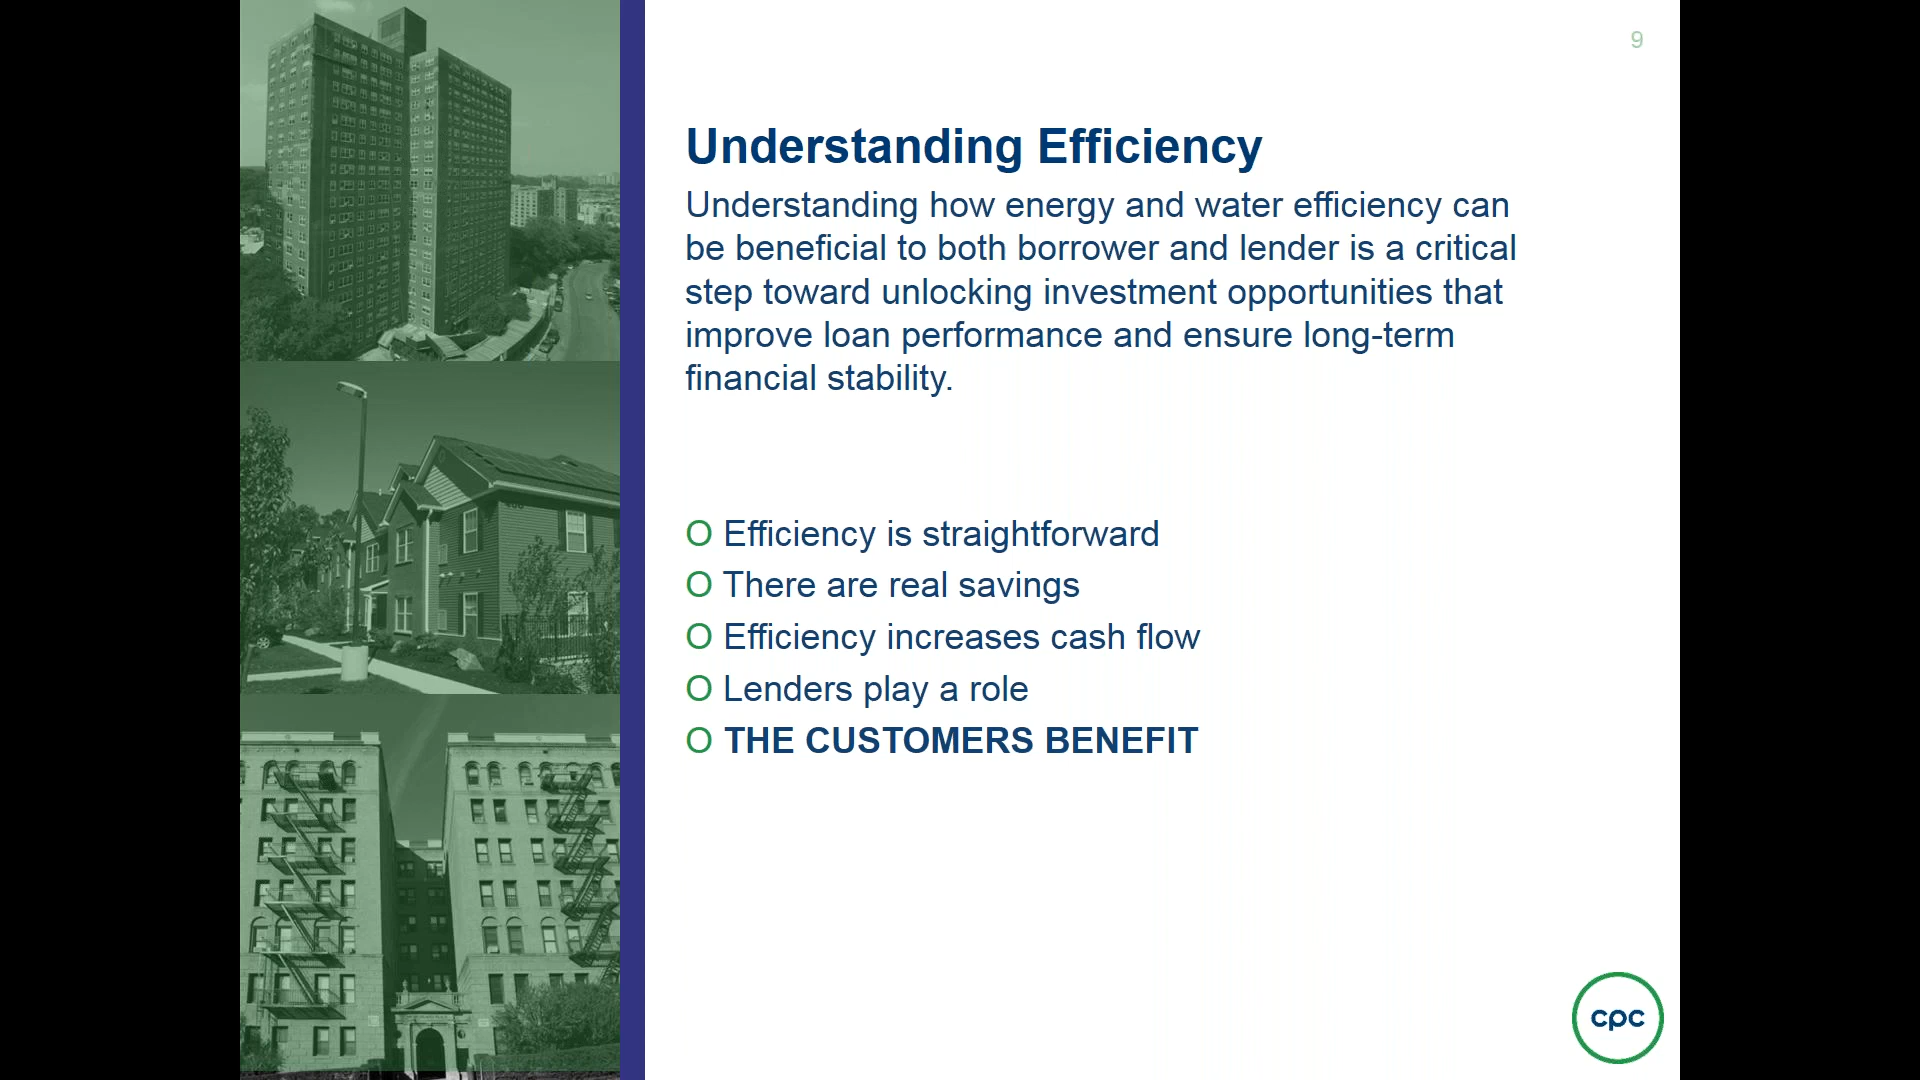 9
Understanding Efficiency
Understanding how energy and water efficiency can
be beneficial to both borrower and lender is a critical
step toward unlocking investment opportunities that
improve loan performance and ensure long-term
financial stability.
O Efficiency is straightforward
O There are real savings
O Efficiency increases cash flow
O Lenders play a role
O THE CUSTOMERS BENEFIT
cpc